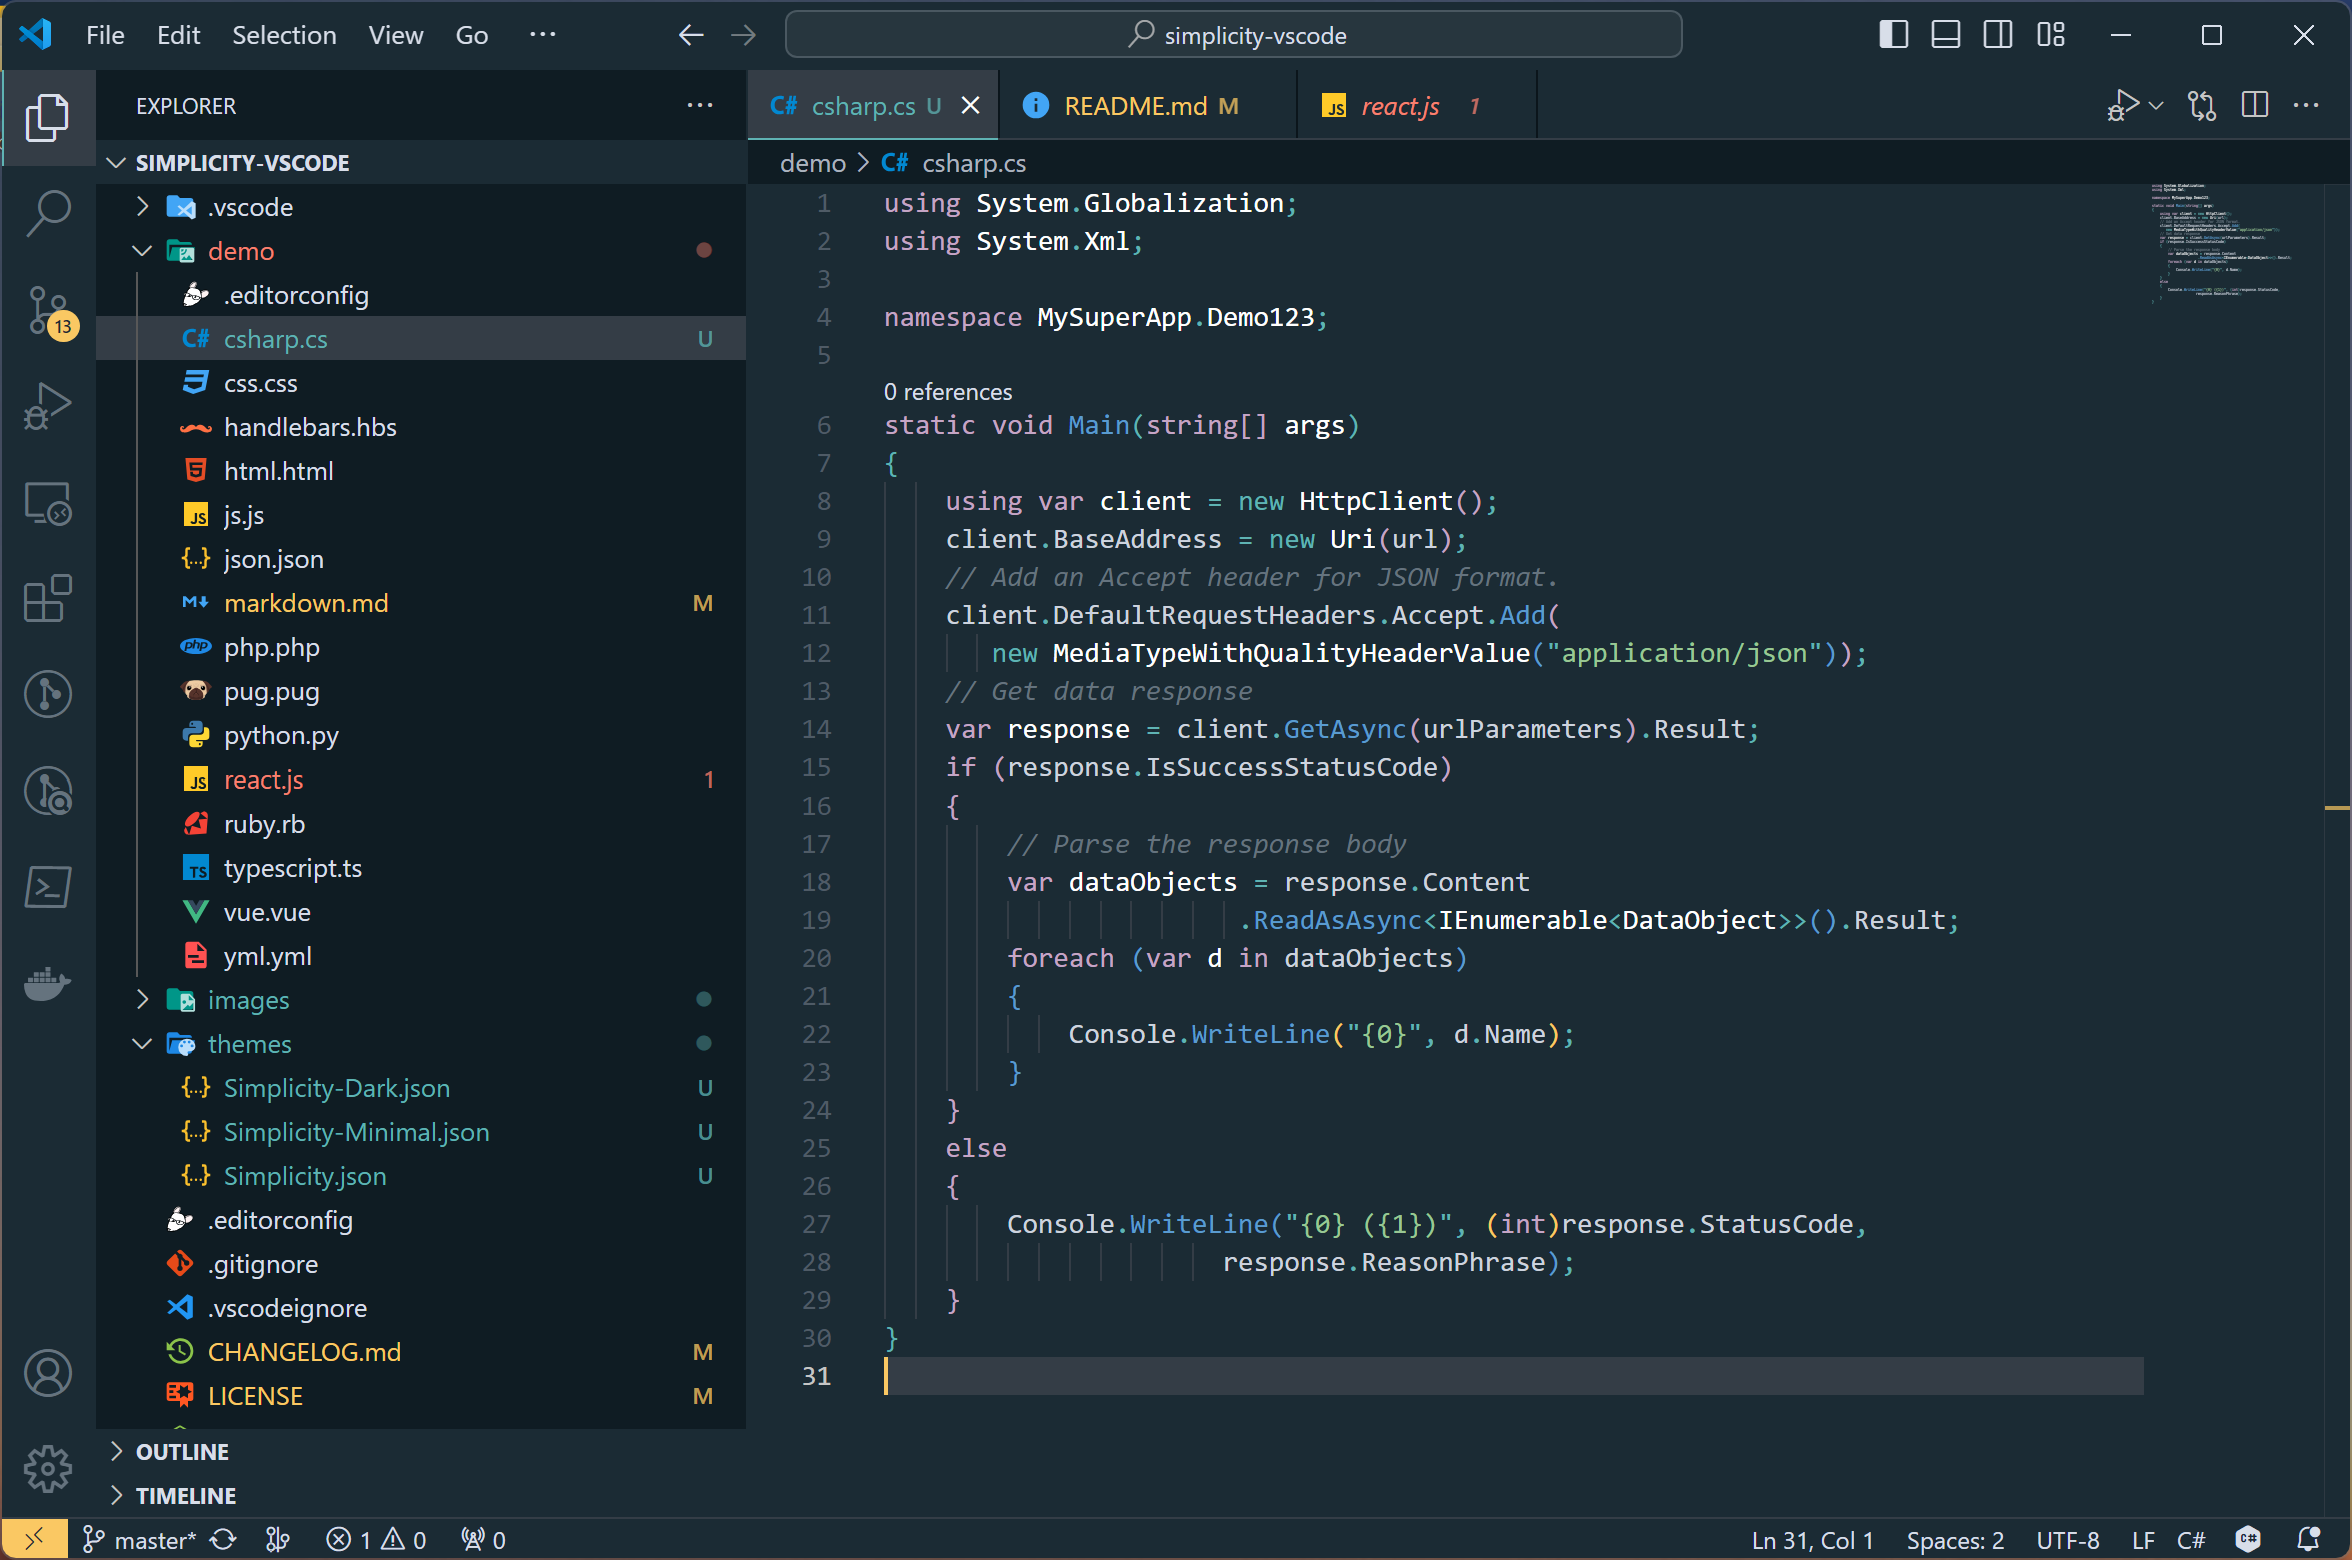 File Edit Selection View Go ···
simplicity-vscode
EXPLORER
SIMPLICITY-VSCODE
.vscode
demo
.editorconfig
C# csharp.cs U
css.css
handlebars.hbs
html.html
JS js.js
{...} json.json
M markdown.md M
php php.php
pug.pug
python.py
JS react.js 1
ruby.rb
TS typescript.ts
vue.vue
yml.yml
images
themes
{...} Simplicity-Dark.json U
{...} Simplicity-Minimal.json U
{...} Simplicity.json U
.editorconfig
.gitignore
.vscodeignore
CHANGELOG.md M
LICENSE M
OUTLINE
TIMELINE
13
C# csharp.cs U
README.md M
JS react.js 1
demo > C# csharp.cs
1 using System.Globalization;
2 using System.Xml;
3
4 namespace MySuperApp.Demo123;
5
0 references
6 static void Main(string[] args)
7 {
8 using var client = new HttpClient();
9 client.BaseAddress = new Uri(url);
10 // Add an Accept header for JSON format.
11 client.DefaultRequestHeaders.Accept.Add(
12 new MediaTypeWithQualityHeaderValue("application/json"));
13 // Get data response
14 var response = client.GetAsync(urlParameters).Result;
15 if (response.IsSuccessStatusCode)
16 {
17 // Parse the response body
18 var dataObjects = response.Content
19 .ReadAsAsync<IEnumerable<DataObject>>().Result;
20 foreach (var d in dataObjects)
21 {
22 Console.WriteLine("{0}", d.Name);
23 }
24 }
25 else
26 {
27 Console.WriteLine("{0} ({1})", (int)response.StatusCode,
28 response.ReasonPhrase);
29 }
30 }
31
master* 1 0 0
Ln 31, Col 1 Spaces: 2 UTF-8 LF C# C#